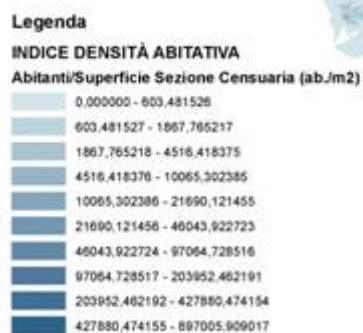 Legenda
INDICE DENSITÀ ABITATIVA
Abitanti/Superficie Sezione Censuaria (ab./m2)
0,000000 - 603,481526
603,481527 - 1867,765217
1867,765218 - 4516,418375
4516,418376 - 10065,302385
10065,302386 - 21690,121455
21690,121456 - 46043,922723
46043,922724 - 97064,728516
97064,728517 - 203952,462191
203952,462192 - 427880,474154
427880,474155 - 897005,909017